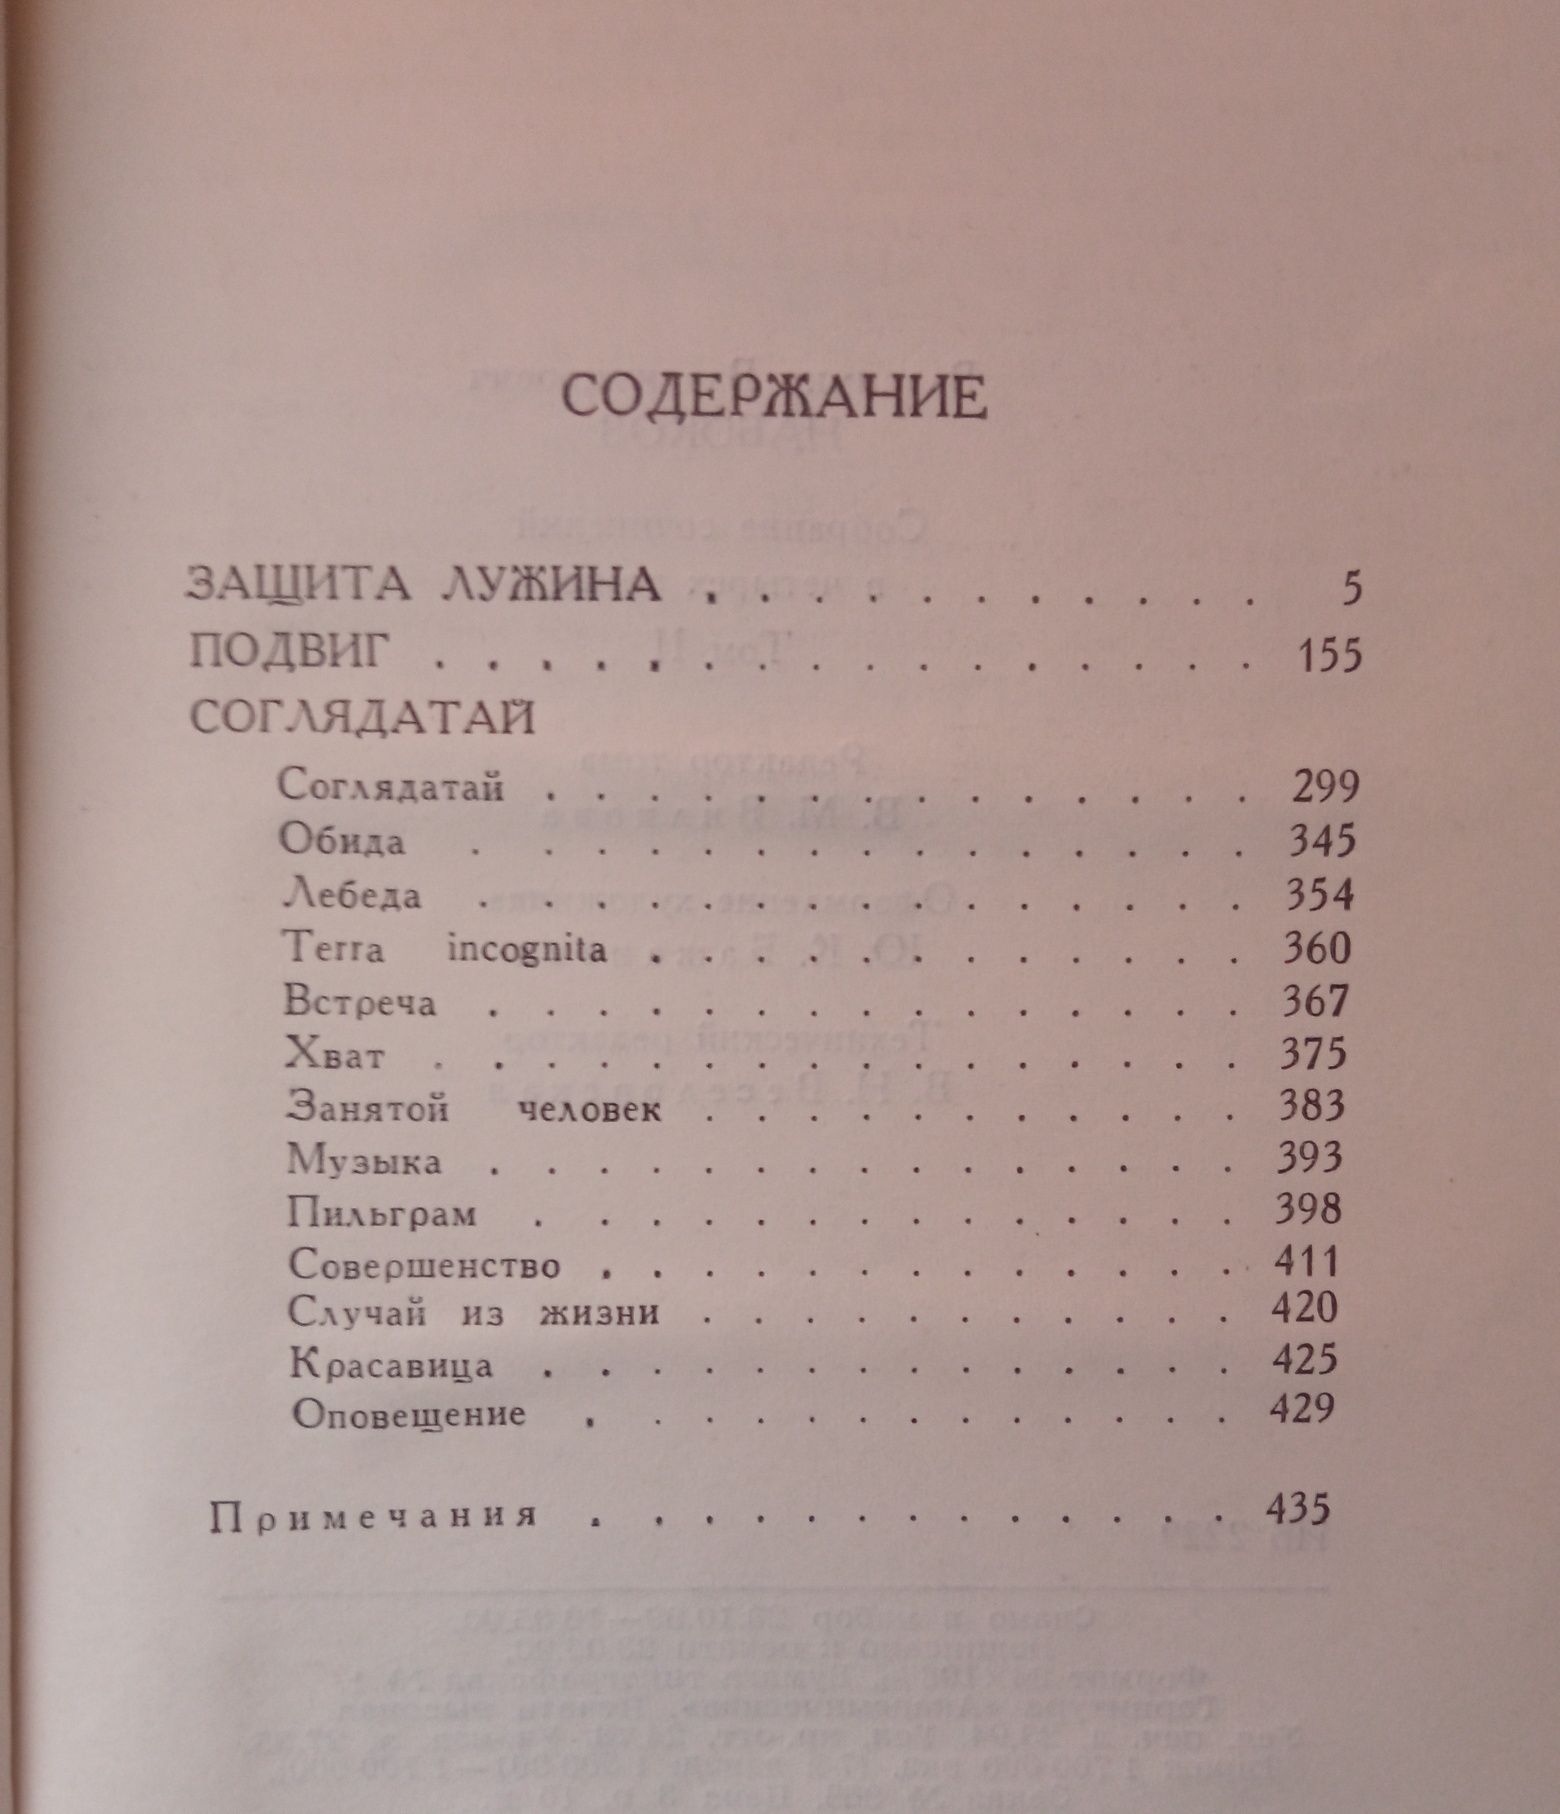 СОДЕРЖАНИЕ
ЗАЩИТА ЛУЖИНА . . . . . . . . . . . 5
ПОДВИГ . . . . . . . . . . . . . . . . 155
СОГЛЯДАТАЙ
Соглядатай . . . . . . . . . . . . . . 299
Обида . . . . . . . . . . . . . . . 345
Лебеда . . . . . . . . . . . . . . . 354
Terra incognita . . . . . . . . . . . . 360
Встреча . . . . . . . . . . . . . . . 367
Хват . . . . . . . . . . . . . . . . 375
Занятой человек . . . . . . . . . . . 383
Музыка . . . . . . . . . . . . . . . 393
Пильграм . . . . . . . . . . . . . . 398
Совершенство . . . . . . . . . . . . . 411
Случай из жизни . . . . . . . . . . . 420
Красавица . . . . . . . . . . . . . . 425
Оповещение . . . . . . . . . . . . . 429
Примечания . . . . . . . . . . . . . 435